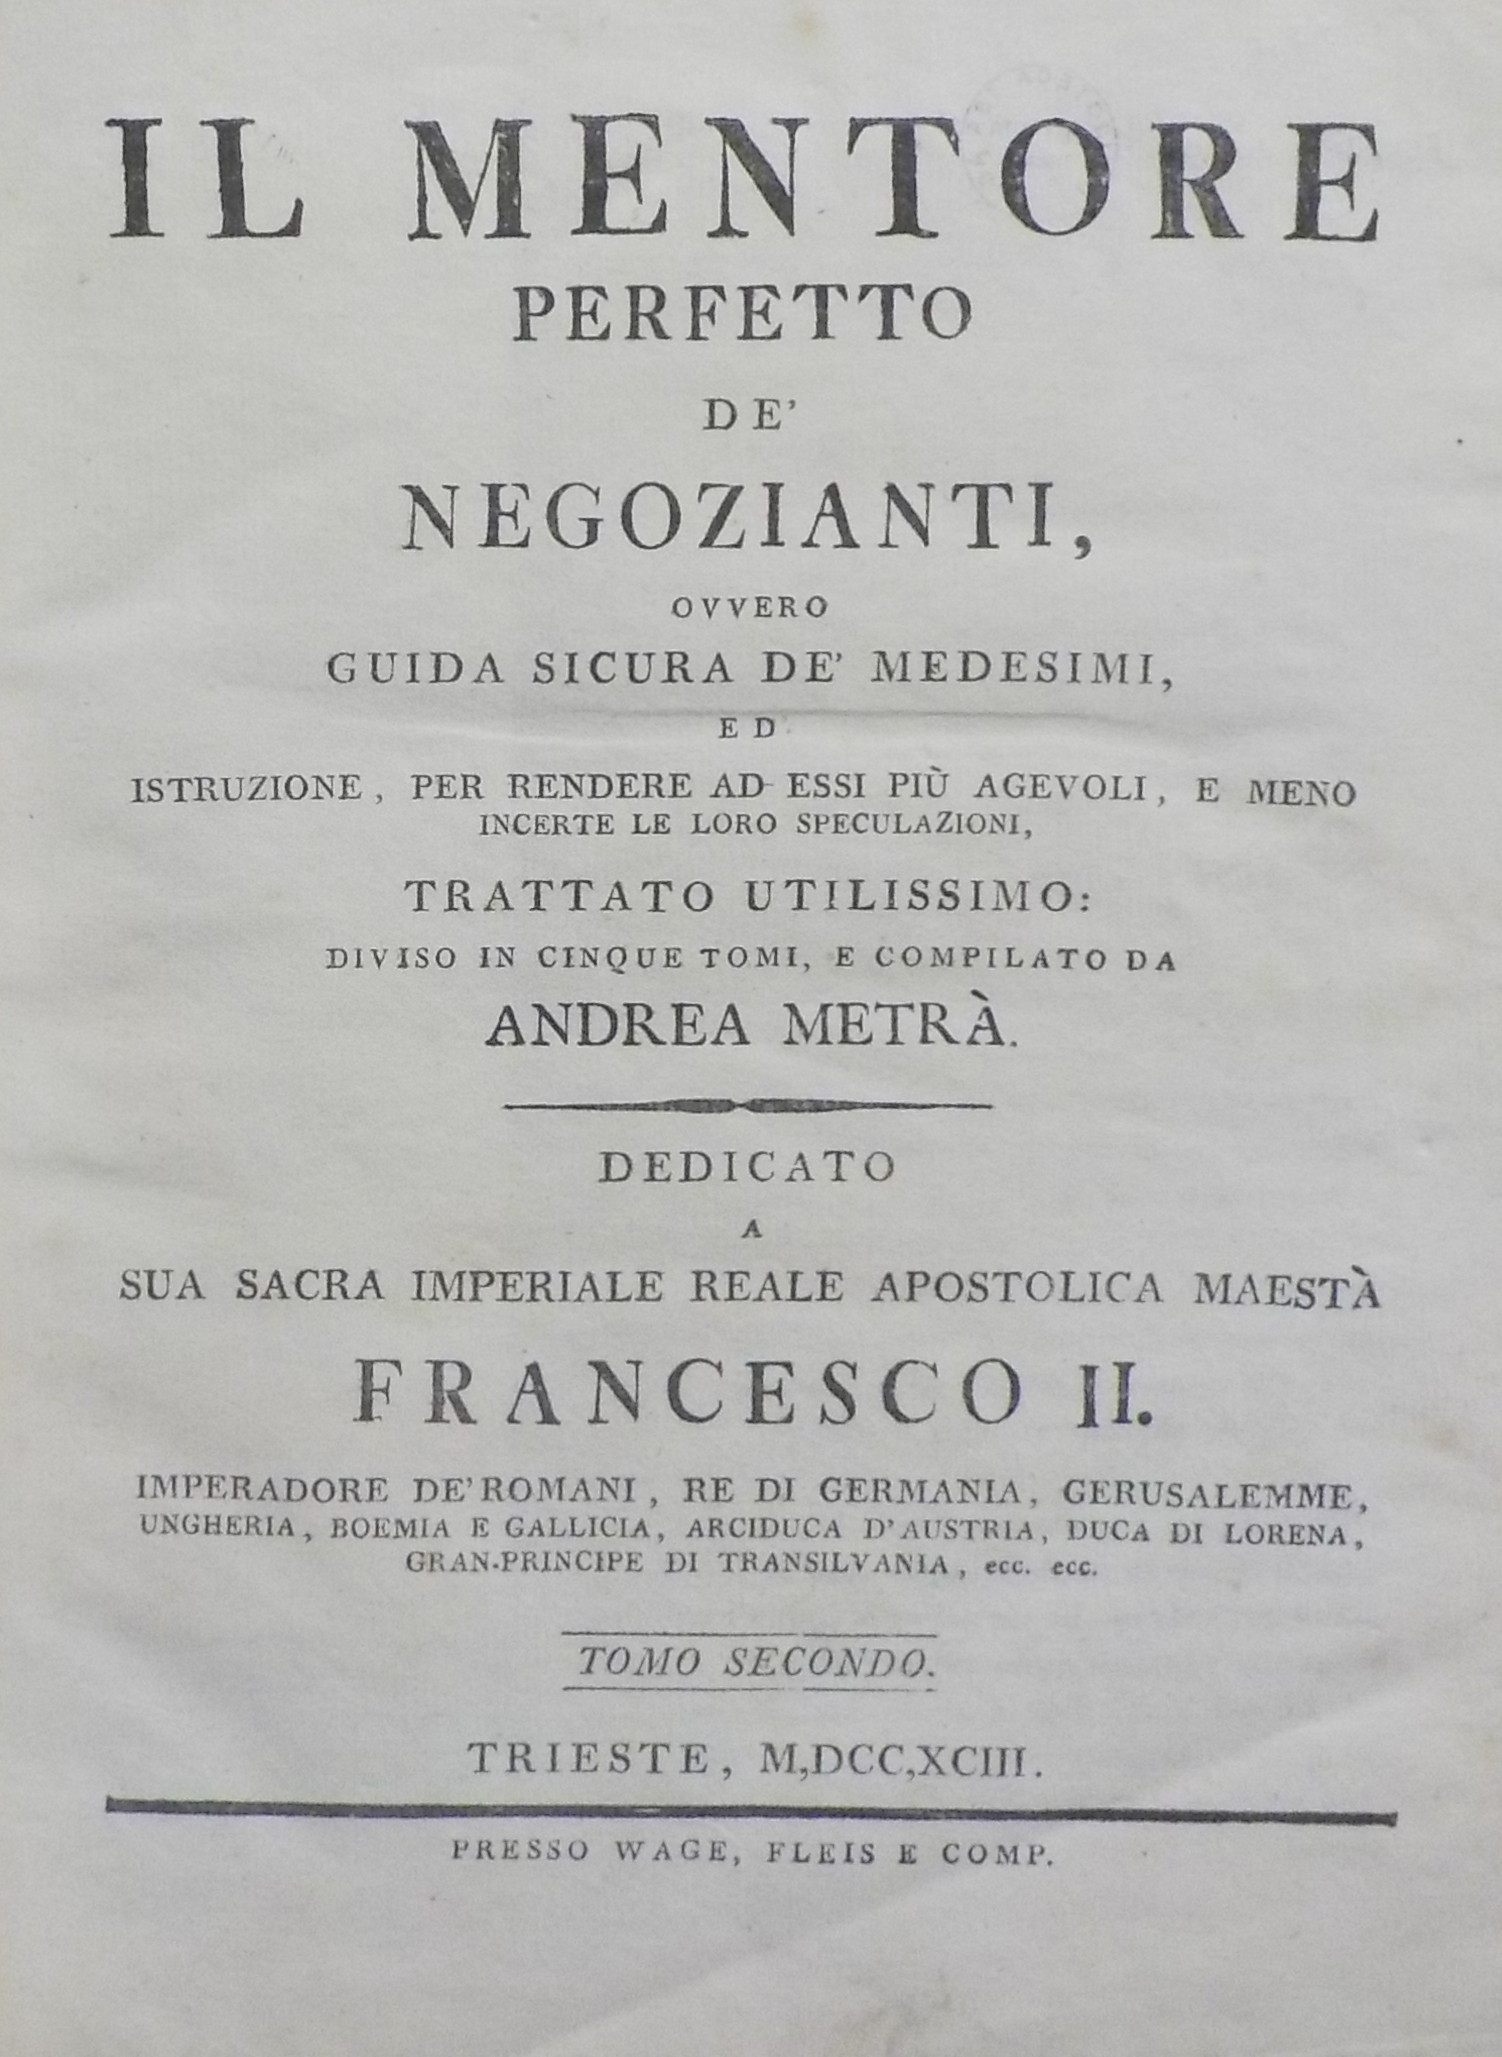 IL MENTORE
PERFETTO
DE'
NEGOZIANTI,
OVVERO
GUIDA SICURA DE' MEDESIMI,
ED
ISTRUZIONE, PER RENDERE AD ESSI PIÙ AGEVOLI, E MENO
INCERTE LE LORO SPECULAZIONI,
TRATTATO UTILISSIMO:
DIVISO IN CINQUE TOMI, E COMPILATO DA
ANDREA METRÀ.
DEDICATO
A
SUA SACRA IMPERIALE REALE APOSTOLICA MAESTÀ
FRANCESCO II.
IMPERADORE DE' ROMANI, RE DI GERMANIA, GERUSALEMME,
UNGHERIA, BOEMIA E GALLICIA, ARCIDUCA D'AUSTRIA, DUCA DI LORENA,
GRAN-PRINCIPE DI TRANSILVANIA, ecc. ecc.
TOMO SECONDO.
TRIESTE, M,DCC,XCIII.
PRESSO WAGE, FLEIS E COMP.